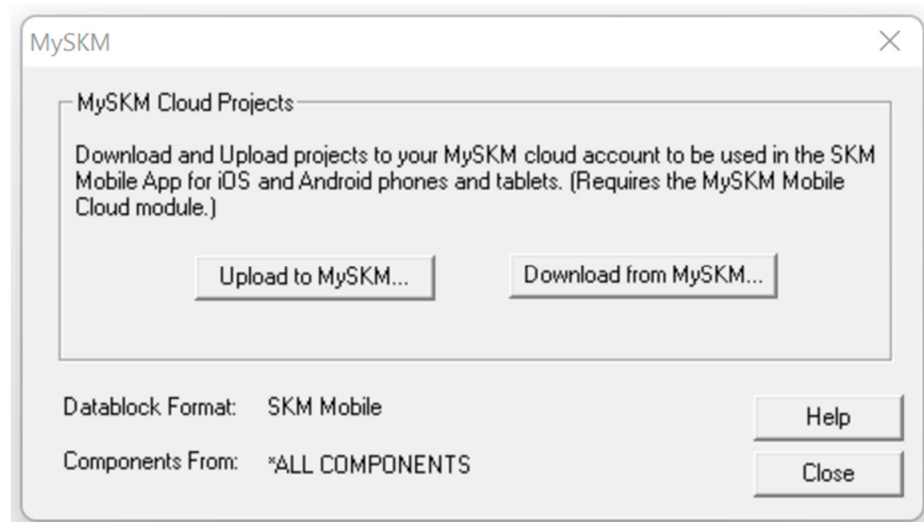 MySKM
MySKM Cloud Projects
Download and Upload projects to your MySKM cloud account to be used in the SKM
Mobile App for iOS and Android phones and tablets. (Requires the MySKM Mobile
Cloud module.)
Upload to MySKM...
Download from MySKM...
Datablock Format: SKM Mobile
Help
Components From: *ALL COMPONENTS
Close